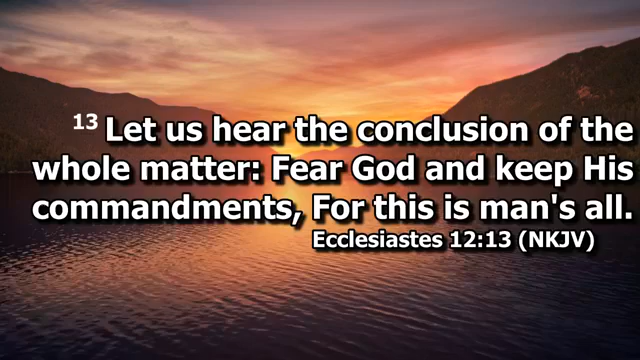 13 Let us hear the conclusion of the
whole matter: Fear God and keep His
commandments, For this is man's all.
Ecclesiastes 12:13 (NKJV)